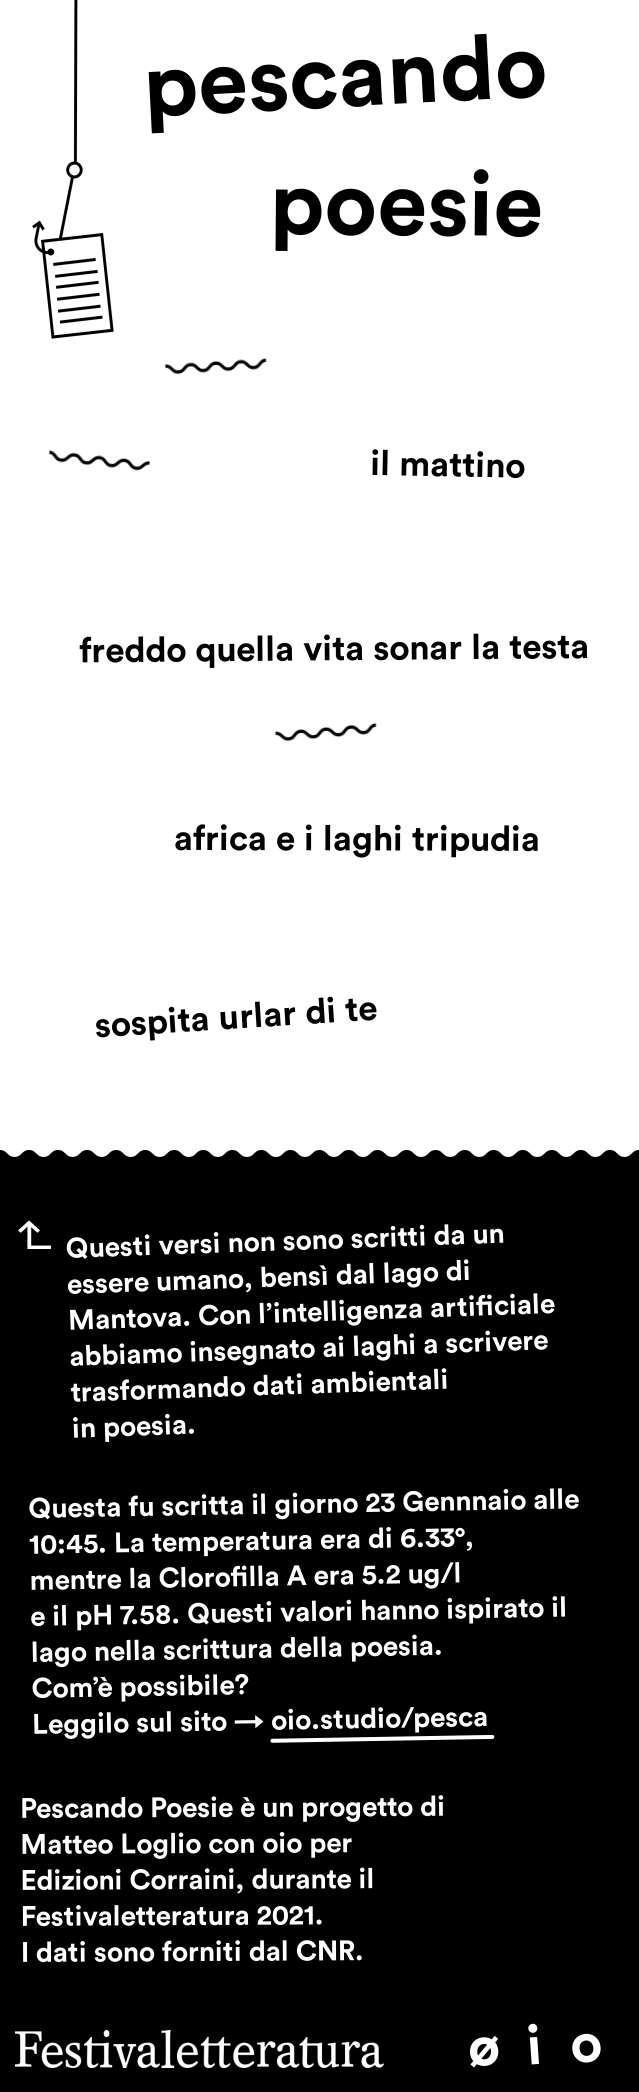 pescando
poesie
il mattino
freddo quella vita sonar la testa
africa e i laghi tripudia
sospita urlar di te
Questi versi non sono scritti da un
essere umano, bensì dal lago di
Mantova. Con l’intelligenza artificiale
abbiamo insegnato ai laghi a scrivere
trasformando dati ambientali
in poesia.
Questa fu scritta il giorno 23 Gennnaio alle
10:45. La temperatura era di 6.33°,
mentre la Clorofilla A era 5.2 ug/l
e il pH 7.58. Questi valori hanno ispirato il
lago nella scrittura della poesia.
Com’è possibile?
Leggilo sul sito → oio.studio/pesca
Pescando Poesie è un progetto di
Matteo Loglio con oio per
Edizioni Corraini, durante il
Festivaletteratura 2021.
I dati sono forniti dal CNR.
Festivaletteratura
ø i o